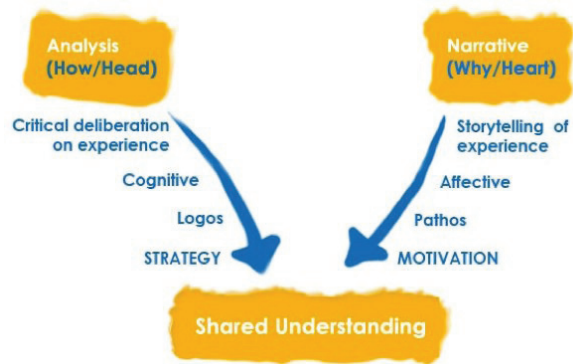 Analysis
(How/Head)
Critical deliberation
on experience
Cognitive
Logos
STRATEGY
Narrative
(Why/Heart)
Storytelling of
experience
Affective
Pathos
MOTIVATION
Shared Understanding